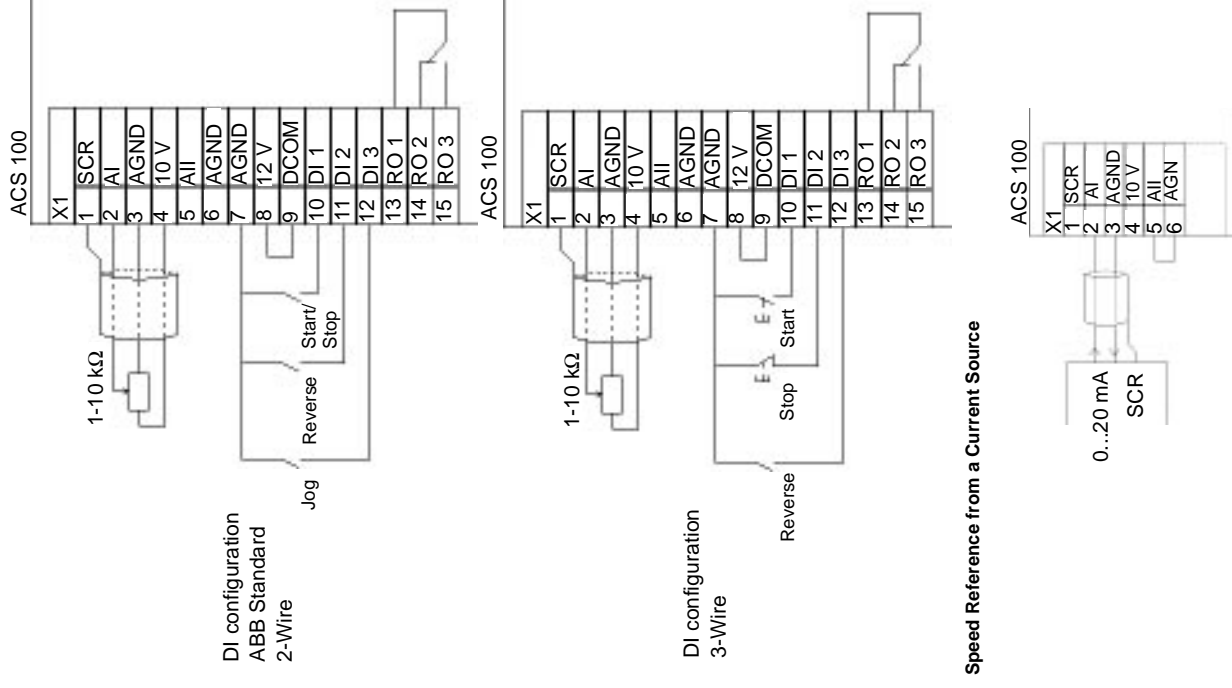 ACS 100
X1
1 SCR
2 AI
3 AGND
4 10 V
5 AII
6 AGND
7 AGND
8 12 V
9 DCOM
10 DI 1
11 DI 2
12 DI 3
13 RO 1
14 RO 2
15 RO 3
1-10 kΩ
Start/
Stop
Reverse
Jog
DI configuration
ABB Standard
2-Wire
ACS 100
X1
1 SCR
2 AI
3 AGND
4 10 V
5 AII
6 AGND
7 AGND
8 12 V
9 DCOM
10 DI 1
11 DI 2
12 DI 3
13 RO 1
14 RO 2
15 RO 3
1-10 kΩ
Start
Stop
Reverse
DI configuration
3-Wire
Speed Reference from a Current Source
ACS 100
X1
1 SCR
2 AI
3 AGND
4 10 V
5 AII
6 AGN
0...20 mA
SCR